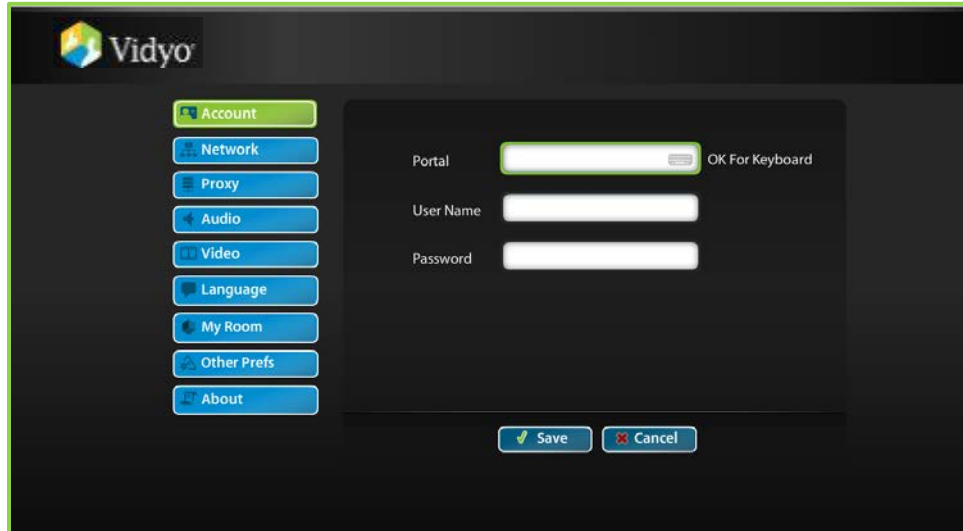 Vidyo
Account
Network
Proxy
Audio
Video
Language
My Room
Other Prefs
About
Portal OK For Keyboard
User Name
Password
Save Cancel